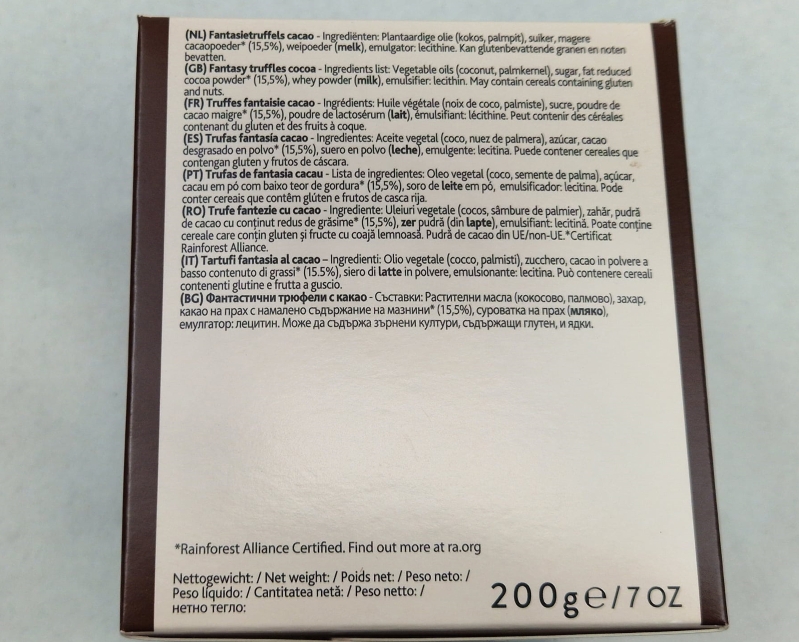 (NL) Fantasietruffels cacao - Ingrediënten: Plantaardige olie (kokos, palmpit), suiker, magere
cacaopoeder* (15,5%), weipoeder (melk), emulgator: lecithine. Kan glutenbevattende granen en noten
bevatten.
(GB) Fantasy truffles cocoa - Ingredients list: Vegetable oils (coconut, palmkernel), sugar, fat reduced
cocoa powder* (15,5%), whey powder (milk), emulsifier: lecithin. May contain cereals containing gluten
and nuts.
(FR) Truffes fantaisie cacao - Ingrédients: Huile végétale (noix de coco, palmiste), sucre, poudre de
cacao maigre* (15,5%), poudre de lactosérum (lait), émulsifiant: lécithine. Peut contenir des céréales
contenant du gluten et des fruits à coque.
(ES) Trufas fantasía cacao - Ingredientes: Aceite vegetal (coco, nuez de palmera), azúcar, cacao
desgrasado en polvo* (15,5%), suero en polvo (leche), emulgente: lecitina. Puede contener cereales que
contengan gluten y frutos de cáscara.
(PT) Trufas de fantasia cacau - Lista de ingredientes: Oleo vegetal (coco, semente de palma), açúcar,
cacau em pó com baixo teor de gordura* (15,5%), soro de leite em pó, emulsificador: lecitina. Pode
conter cereais que contêm glúten e frutos de casca rija.
(RO) Trufe fantezie cu cacao - Ingrediente: Uleiuri vegetale (cocos, sâmbure de palmier), zahăr, pudră
de cacao cu conținut redus de grăsime* (15,5%), zer pudră (din lapte), emulsifiant: lecitină. Poate conține
cereale care conțin gluten și fructe cu coajă lemnoasă. Pudră de cacao din UE/non-UE.*Certificat
Rainforest Alliance.
(IT) Tartufi fantasia al cacao – Ingredienti: Olio vegetale (cocco, palmisti), zucchero, cacao in polvere a
basso contenuto di grassi* (15.5%), siero di latte in polvere, emulsionante: lecitina. Può contenere cereali
contenenti glutine e frutta a guscio.
(BG) Фантастични трюфели с какао - Съставки: Растителни масла (кокосово, палмово), захар,
какао на прах с намалено съдържание на мазнини* (15,5%), суроватка на прах (мляко),
емулгатор: лецитин. Може да съдържа зърнени култури, съдържащи глутен, и ядки.
*Rainforest Alliance Certified. Find out more at ra.org
Nettogewicht: / Net weight: / Poids net: / Peso neto: /
Peso líquido: / Cantitatea netă: / Peso netto: /
нетно тегло:
200g℮/7 OZ